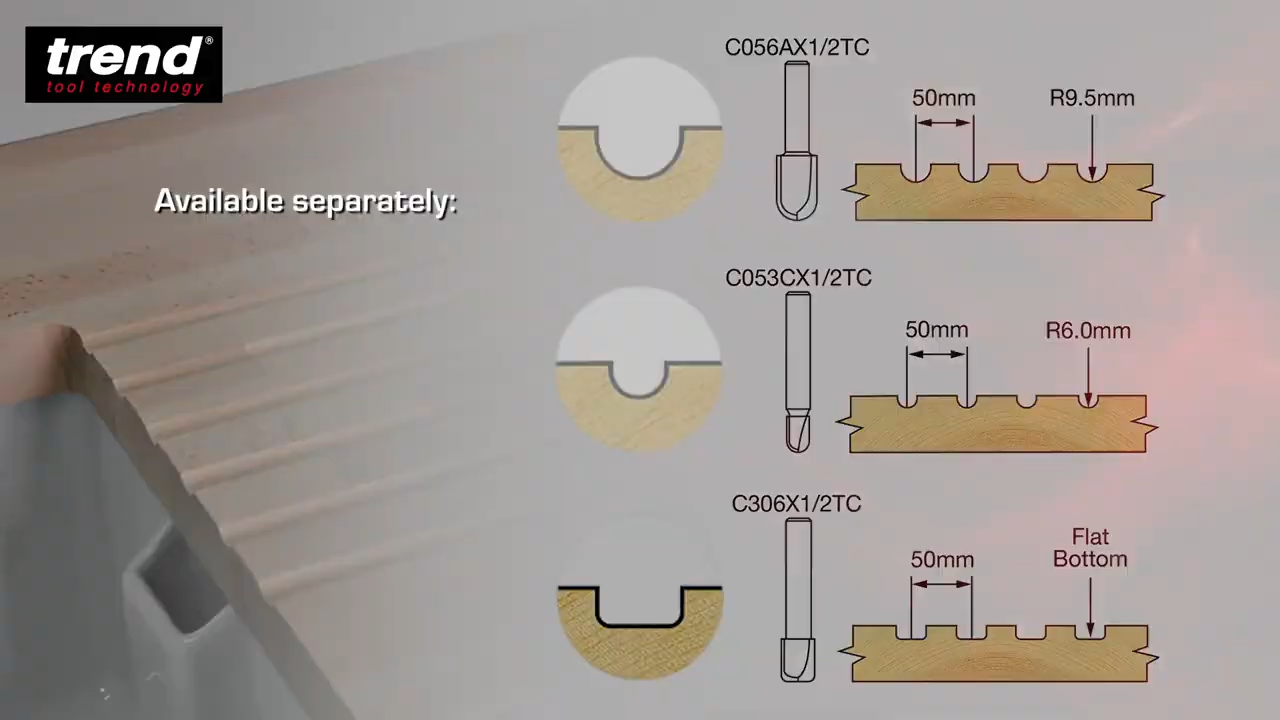 trend®
tool technology
Available separately:
C056AX1/2TC
50mm
R9.5mm
C053CX1/2TC
50mm
R6.0mm
C306X1/2TC
50mm
Flat
Bottom